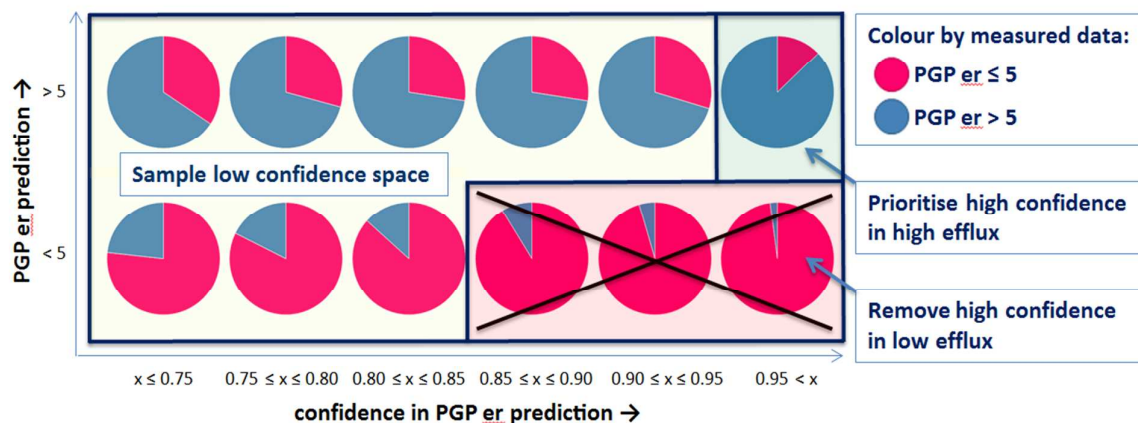 PGP er prediction →
> 5
< 5
Sample low confidence space
x ≤ 0.75
0.75 ≤ x ≤ 0.80
0.80 ≤ x ≤ 0.85
0.85 ≤ x ≤ 0.90
0.90 ≤ x ≤ 0.95
0.95 < x
confidence in PGP er prediction →
Colour by measured data:
PGP er ≤ 5
PGP er > 5
Prioritise high confidence
in high efflux
Remove high confidence
in low efflux